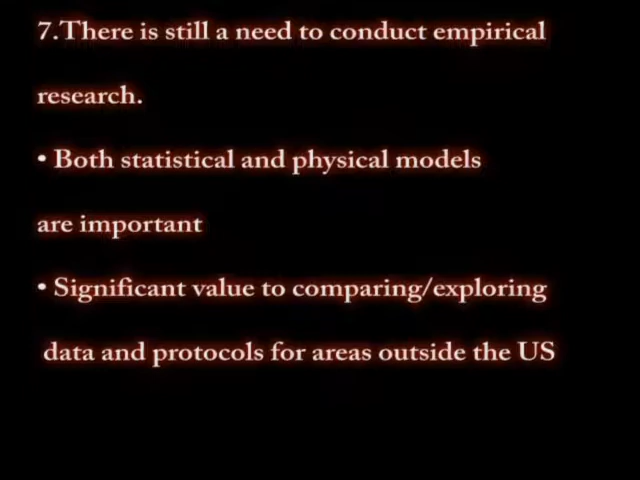 7.There is still a need to conduct empirical
research.
• Both statistical and physical models
are important
• Significant value to comparing/exploring
data and protocols for areas outside the US